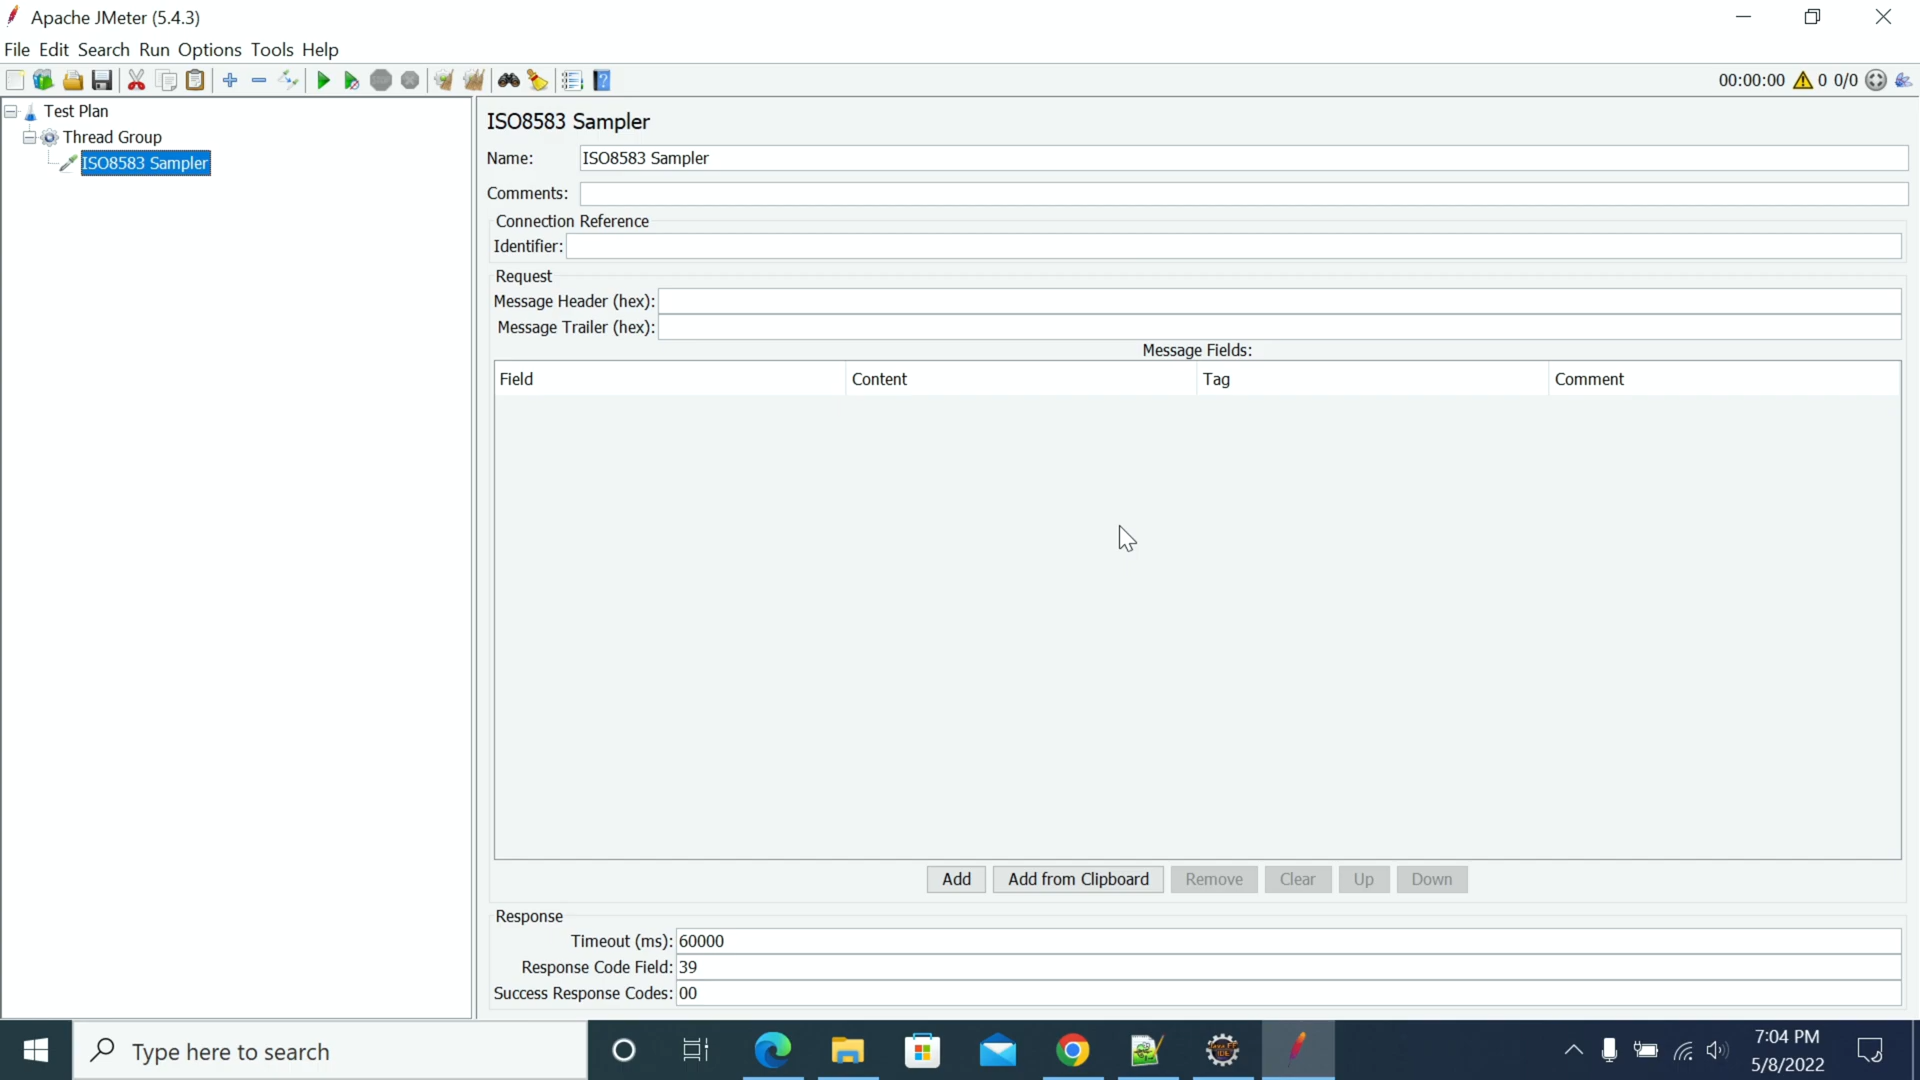 Apache JMeter (5.4.3)
File Edit Search Run Options Tools Help
00:00:00 0 0/0
Test Plan
Thread Group
ISO8583 Sampler
ISO8583 Sampler
Name: ISO8583 Sampler
Comments:
Connection Reference
Identifier:
Request
Message Header (hex):
Message Trailer (hex):
Message Fields:
Field Content Tag Comment
Add Add from Clipboard Remove Clear Up Down
Response
Timeout (ms): 60000
Response Code Field: 39
Success Response Codes: 00
Type here to search
7:04 PM
5/8/2022